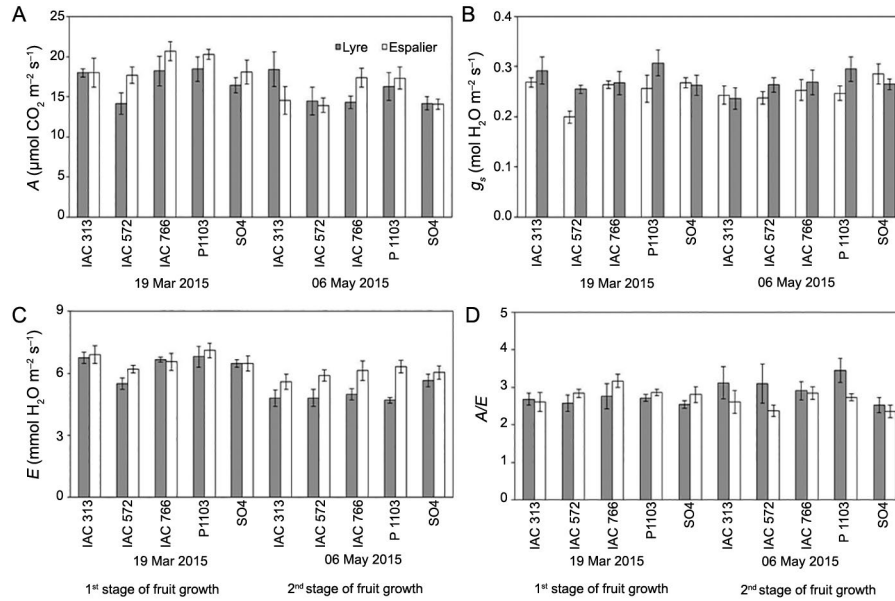 A
25
20
15
10
5
0
A (µmol CO₂ m⁻² s⁻¹)
Lyre Espalier
IAC 313
IAC 572
IAC 766
P1103
SO4
IAC 313
IAC 572
IAC 766
P 1103
SO4
19 Mar 2015
06 May 2015
B
0.4
0.3
0.2
0.1
0.0
gₛ (mol H₂O m⁻² s⁻¹)
IAC 313
IAC 572
IAC 766
P1103
SO4
IAC 313
IAC 572
IAC 766
P 1103
SO4
19 Mar 2015
06 May 2015
C
9
6
3
0
E (mmol H₂O m⁻² s⁻¹)
IAC 313
IAC 572
IAC 766
P1103
SO4
IAC 313
IAC 572
IAC 766
P 1103
SO4
19 Mar 2015
06 May 2015
1st stage of fruit growth
2nd stage of fruit growth
D
5
4
3
2
1
0
A/E
IAC 313
IAC 572
IAC 766
P1103
SO4
IAC 313
IAC 572
IAC 766
P 1103
SO4
19 Mar 2015
06 May 2015
1st stage of fruit growth
2nd stage of fruit growth